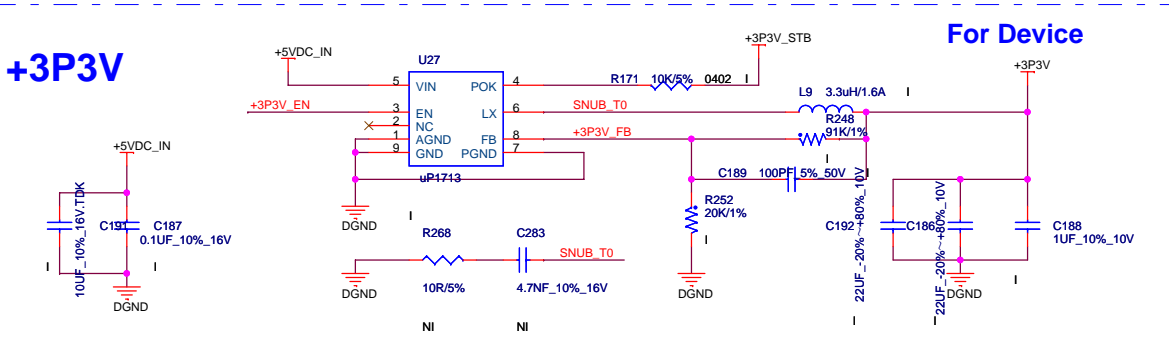 For Device
+3P3V
+5VDC_IN
U27
+3P3V_STB
+3P3V
5
VIN
POK
4
R171
10K/5%
0402
I
L9
3.3uH/1.6A
I
+3P3V_EN
3
EN
LX
6
SNUB_T0
2
NC
R248
1
AGND
FB
8
+3P3V_FB
91K/1%
9
GND
PGND
7
I
uP1713
C189
100PF_5%_50V
I
+5VDC_IN
R252
20K/1%
I
DGND
I
C191
10UF_10%_16V.TDK
I
C187
0.1UF_10%_16V
I
DGND
C192
22UF_-20%~+80%_10V
I
C186
22UF_-20%~+80%_10V
I
C188
1UF_10%_10V
I
DGND
R268
C283
SNUB_T0
DGND
10R/5%
4.7NF_10%_16V
DGND
NI
NI